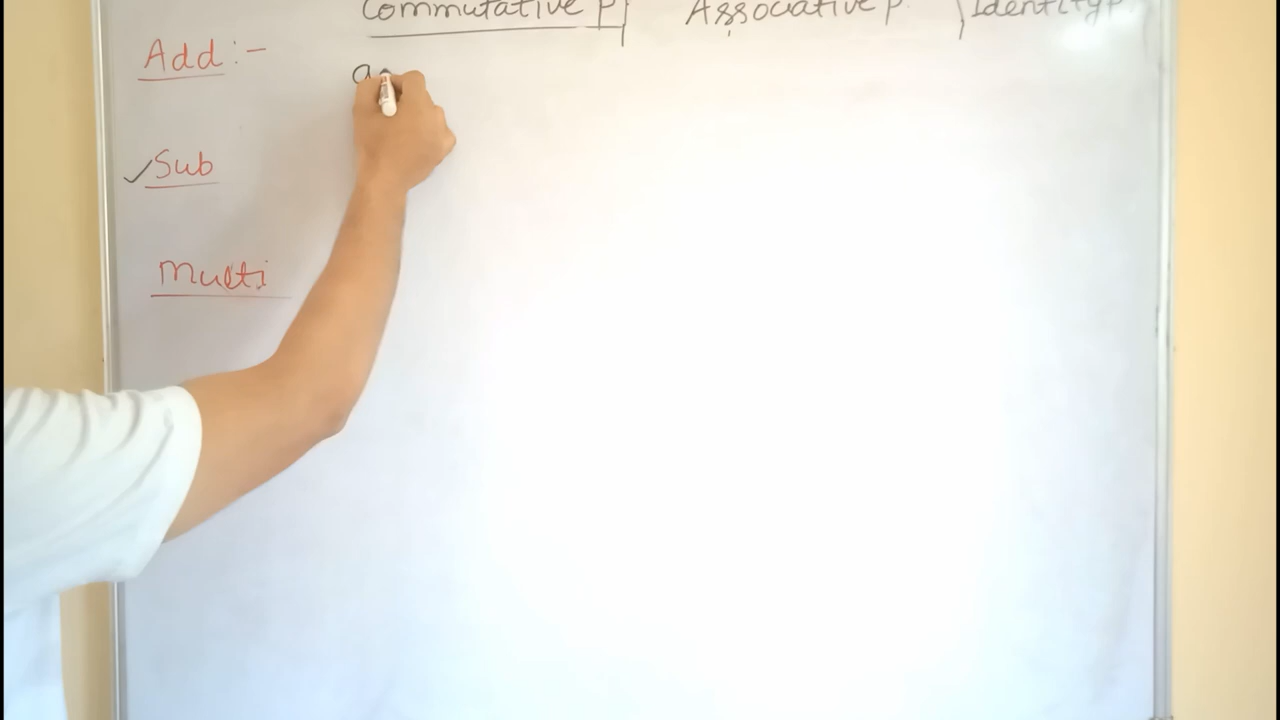 Commutative P Associative P. Identity P.
Add :-
a
Sub
Multi